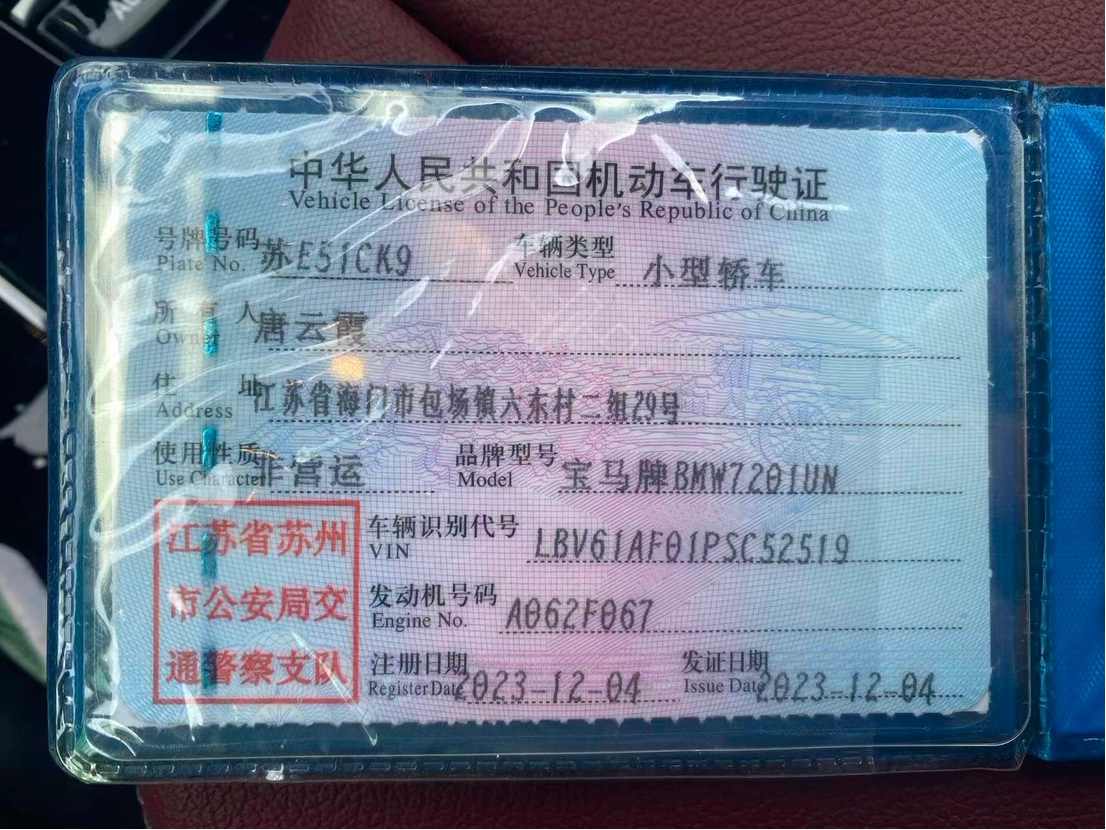 中华人民共和国机动车行驶证
Vehicle License of the People's Republic of China
号牌号码 苏E51CK9 车辆类型 小型轿车
Plate No. Vehicle Type
所有人 唐云霞
Owner
住址 江苏省海门市包场镇六东村二组29号
Address
使用性质 非营运 品牌型号 宝马牌BMW7201UN
Use Character Model
江苏省苏州
市公安局交
通警察支队
车辆识别代号 LBV61AF01PSC52519
VIN
发动机号码 A062F067
Engine No.
注册日期 2023-12-04 发证日期 2023-12-04
Register Date Issue Date